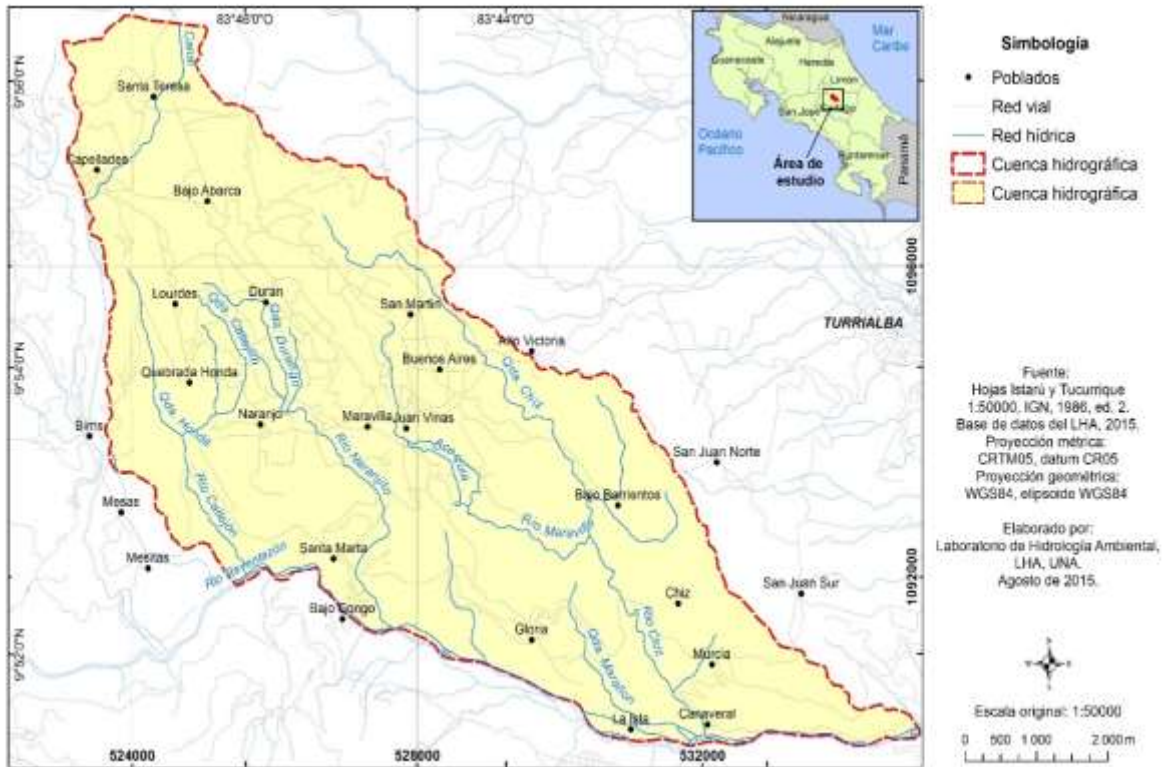 83°46'0"O
83°44'0"O
9°56'0"N
9°54'0"N
9°52'0"N
1096000
1092000
524000
528000
532000
Santa Teresa
Capellades
Bajo Abarca
Lourdes
Duran
San Martin
Alto Victoria
TURRIALBA
Buenos Aires
Quebrada Honda
Naranjo
Maravilla
Juan Viñas
Birris
San Juan Norte
Bajo Barrientos
Mesas
Mesitas
Santa Marta
Bajo Congo
Chiz
San Juan Sur
Gloria
Murcia
La Isla
Cañaveral
Qda. Honda
Río Naranjito
Qda. Chiz
Acequia
Río Maravilla
Río Reventazón
Río Chiz
Nicaragua
Mar
Caribe
Alajuela
Guanacaste
Heredia
Limón
San José
Océano
Pacífico
Puntarenas
Panamá
Área de
estudio
Simbología
Poblados
Red vial
Red hídrica
Cuenca hidrográfica
Cuenca hidrográfica
Fuente:
Hojas Istarú y Tucurrique
1:50000, IGN, 1986, ed. 2.
Base de datos del LHA, 2015.
Proyección métrica:
CRTM05, datum CR05
Proyección geométrica:
WGS84, elipsoide WGS84
Elaborado por:
Laboratorio de Hidrología Ambiental,
LHA, UNA.
Agosto de 2015.
Escala original: 1:50000
0 500 1 000 2 000 m